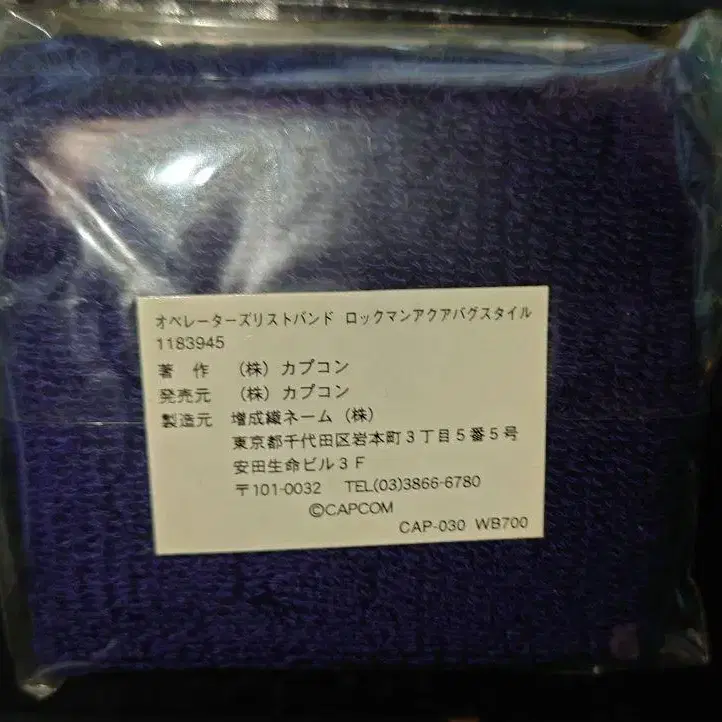 オペレーターズリストバンド ロックマンアクアバグスタイル
1183945
著 作 (株) カプコン
発売元 (株) カプコン
製造元 増成織ネーム (株)
東京都千代田区岩本町3丁目5番5号
安田生命ビル3F
〒101-0032 TEL(03)3866-6780
©CAPCOM
CAP-030 WB700